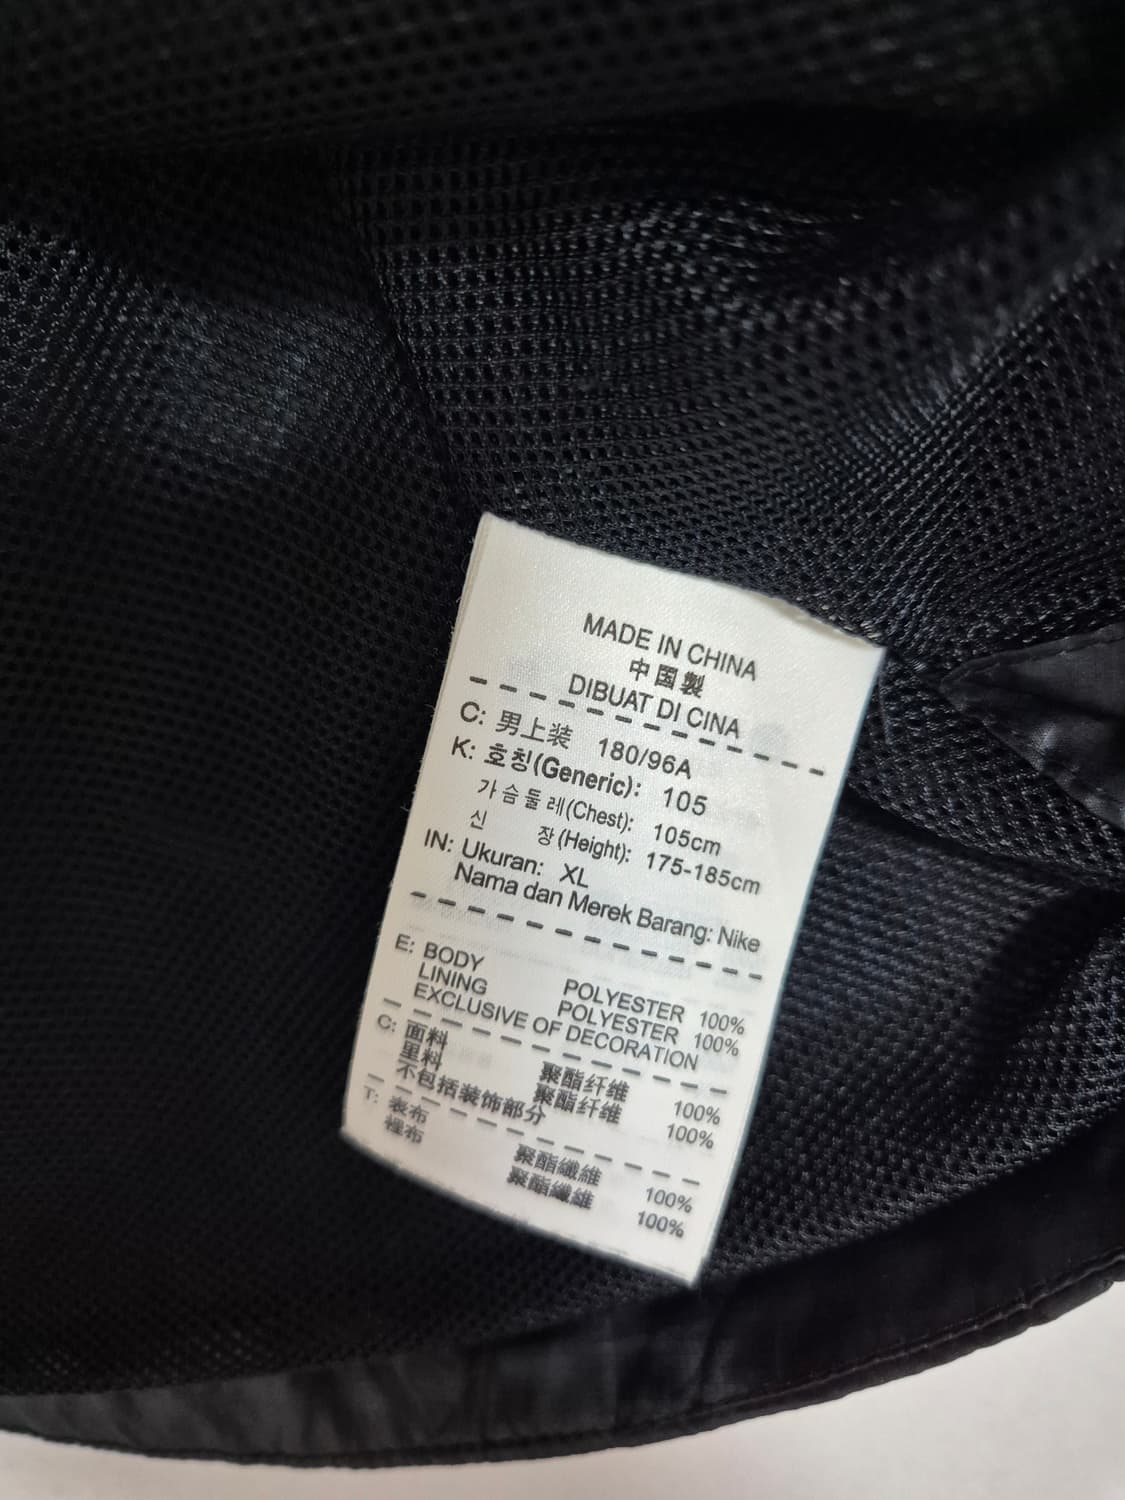 MADE IN CHINA
中国製
DIBUAT DI CINA
C: 男上装 180/96A
K: 호칭(Generic): 105
가슴둘레(Chest): 105cm
신 장(Height): 175-185cm
IN: Ukuran: XL
Nama dan Merek Barang: Nike
E: BODY POLYESTER 100%
LINING POLYESTER 100%
EXCLUSIVE OF DECORATION
C: 面料 聚酯纤维 100%
里料 聚酯纤维 100%
不包括装饰部分
T: 表布 聚酯纖維 100%
裡布 聚酯纖維 100%